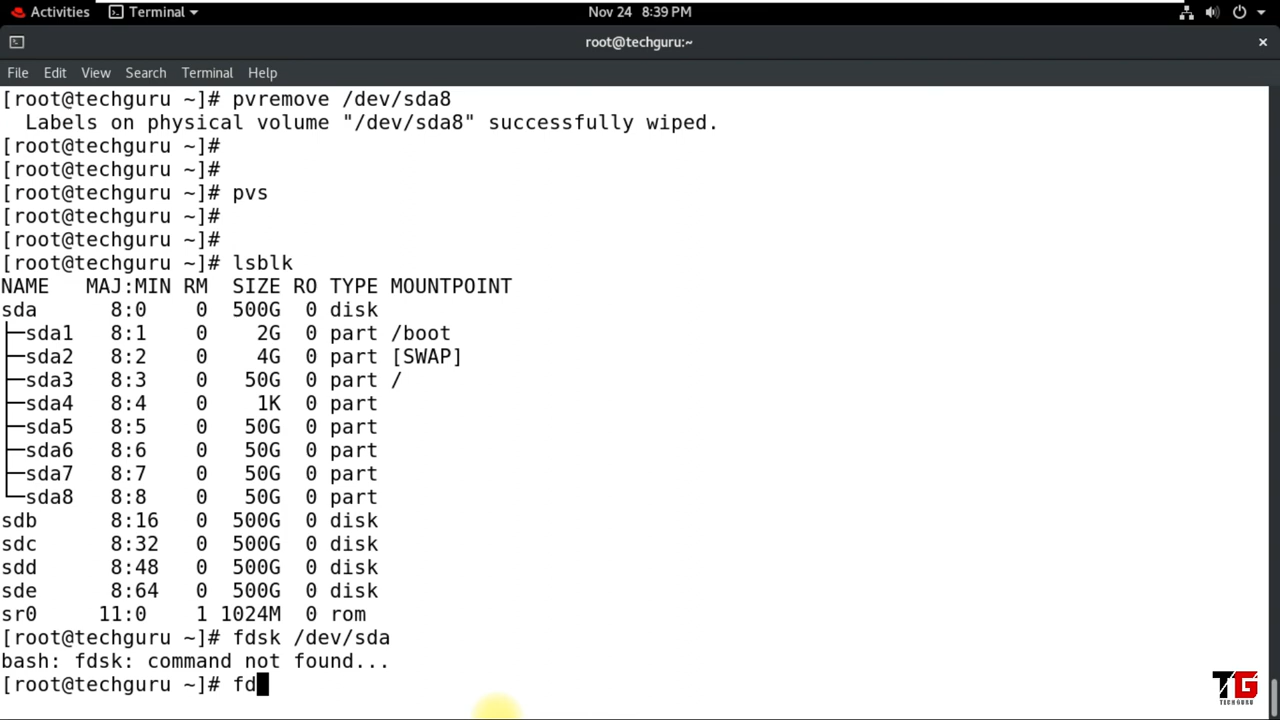 Activities Terminal Nov 24 8:39 PM
root@techguru:~
File Edit View Search Terminal Help
[root@techguru ~]# pvremove /dev/sda8
  Labels on physical volume "/dev/sda8" successfully wiped.
[root@techguru ~]#
[root@techguru ~]#
[root@techguru ~]# pvs
[root@techguru ~]#
[root@techguru ~]#
[root@techguru ~]# lsblk
NAME   MAJ:MIN RM  SIZE RO TYPE MOUNTPOINT
sda      8:0    0  500G  0 disk
├─sda1   8:1    0    2G  0 part /boot
├─sda2   8:2    0    4G  0 part [SWAP]
├─sda3   8:3    0   50G  0 part /
├─sda4   8:4    0    1K  0 part
├─sda5   8:5    0   50G  0 part
├─sda6   8:6    0   50G  0 part
├─sda7   8:7    0   50G  0 part
└─sda8   8:8    0   50G  0 part
sdb      8:16   0  500G  0 disk
sdc      8:32   0  500G  0 disk
sdd      8:48   0  500G  0 disk
sde      8:64   0  500G  0 disk
sr0     11:0    1 1024M  0 rom
[root@techguru ~]# fdsk /dev/sda
bash: fdsk: command not found...
[root@techguru ~]# fd
TG
TECH GURU